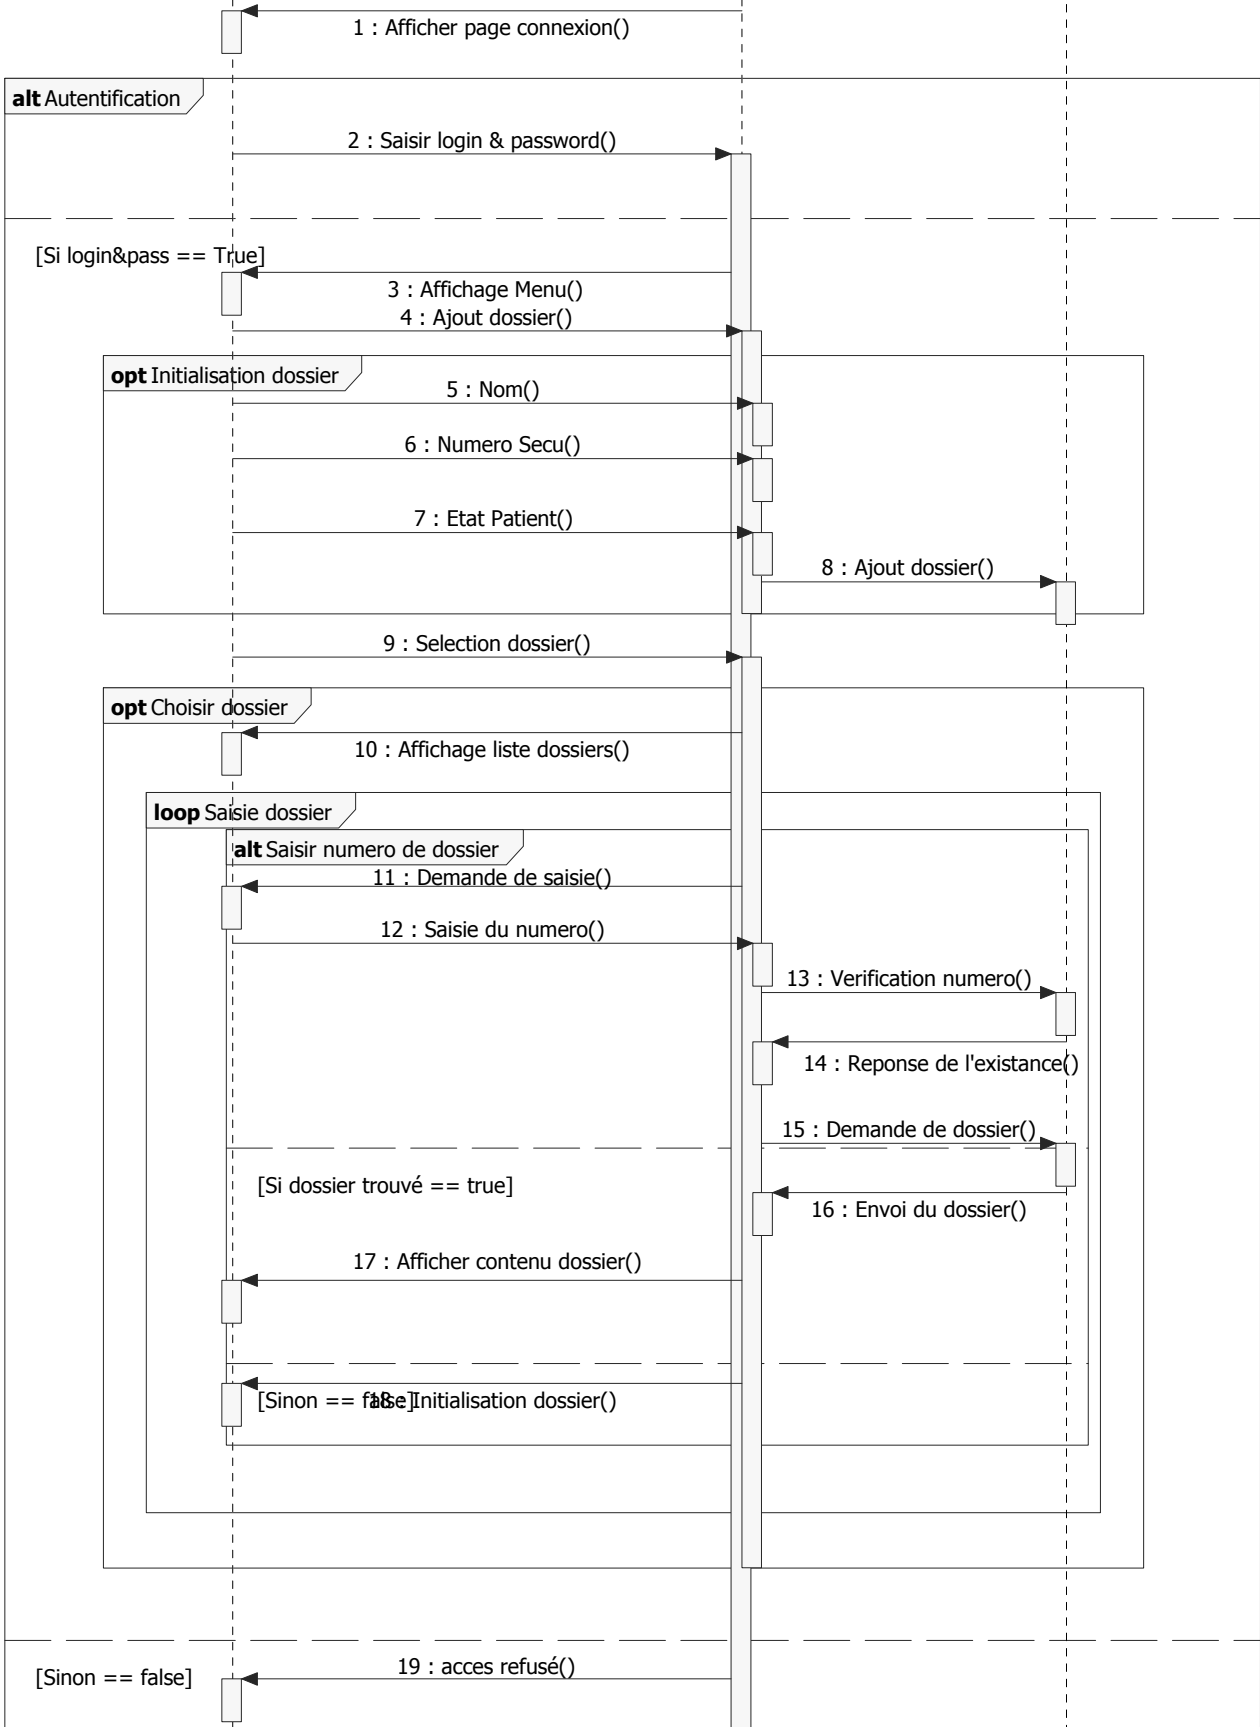 1 : Afficher page connexion()
alt Autentification
2 : Saisir login & password()
[Si login&pass == True]
3 : Affichage Menu()
4 : Ajout dossier()
opt Initialisation dossier
5 : Nom()
6 : Numero Secu()
7 : Etat Patient()
8 : Ajout dossier()
9 : Selection dossier()
opt Choisir dossier
10 : Affichage liste dossiers()
loop Saisie dossier
alt Saisir numero de dossier
11 : Demande de saisie()
12 : Saisie du numero()
13 : Verification numero()
14 : Reponse de l'existance()
15 : Demande de dossier()
[Si dossier trouvé == true]
16 : Envoi du dossier()
17 : Afficher contenu dossier()
[Sinon == false]
18 : Initialisation dossier()
19 : acces refusé()
[Sinon == false]